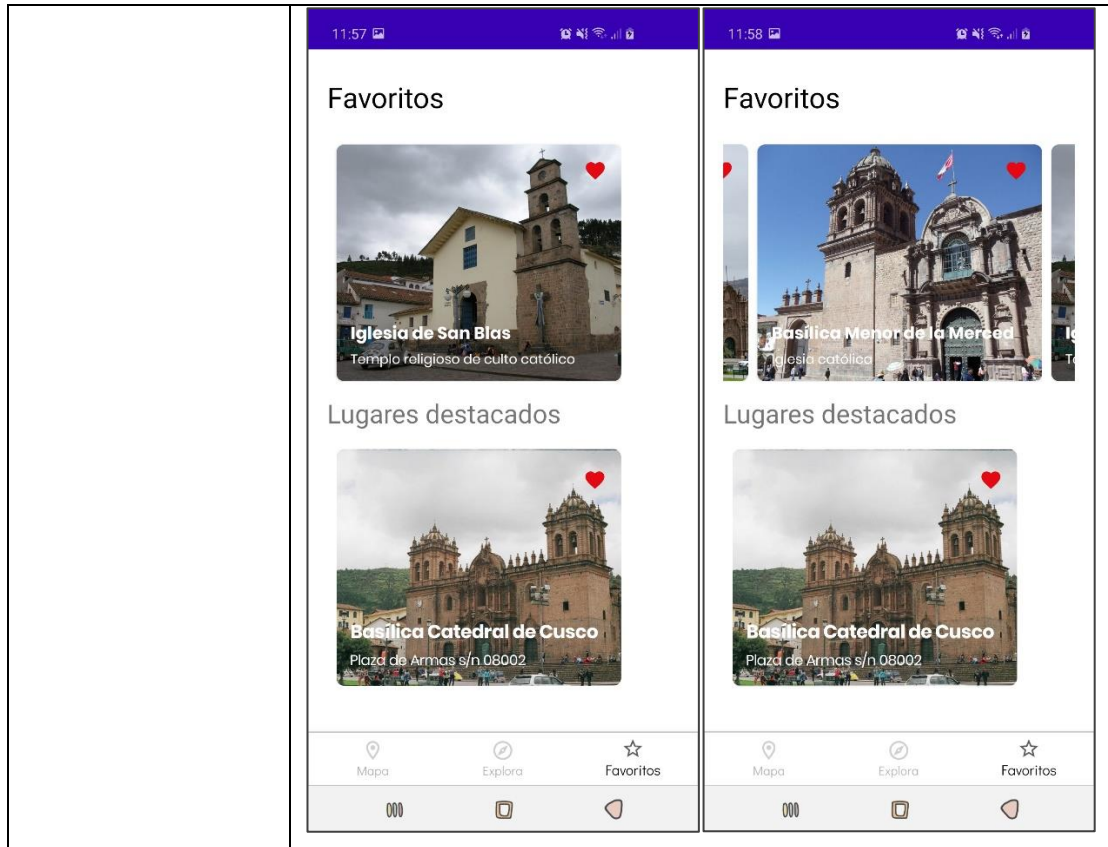 11:57
Favoritos
Iglesia de San Blas
Templo religioso de culto católico
Lugares destacados
Basílica Catedral de Cusco
Plaza de Armas s/n 08002
Mapa
Explora
Favoritos
11:58
Favoritos
Basílica Menor de la Merced
Iglesia católica
Lugares destacados
Basílica Catedral de Cusco
Plaza de Armas s/n 08002
Mapa
Explora
Favoritos